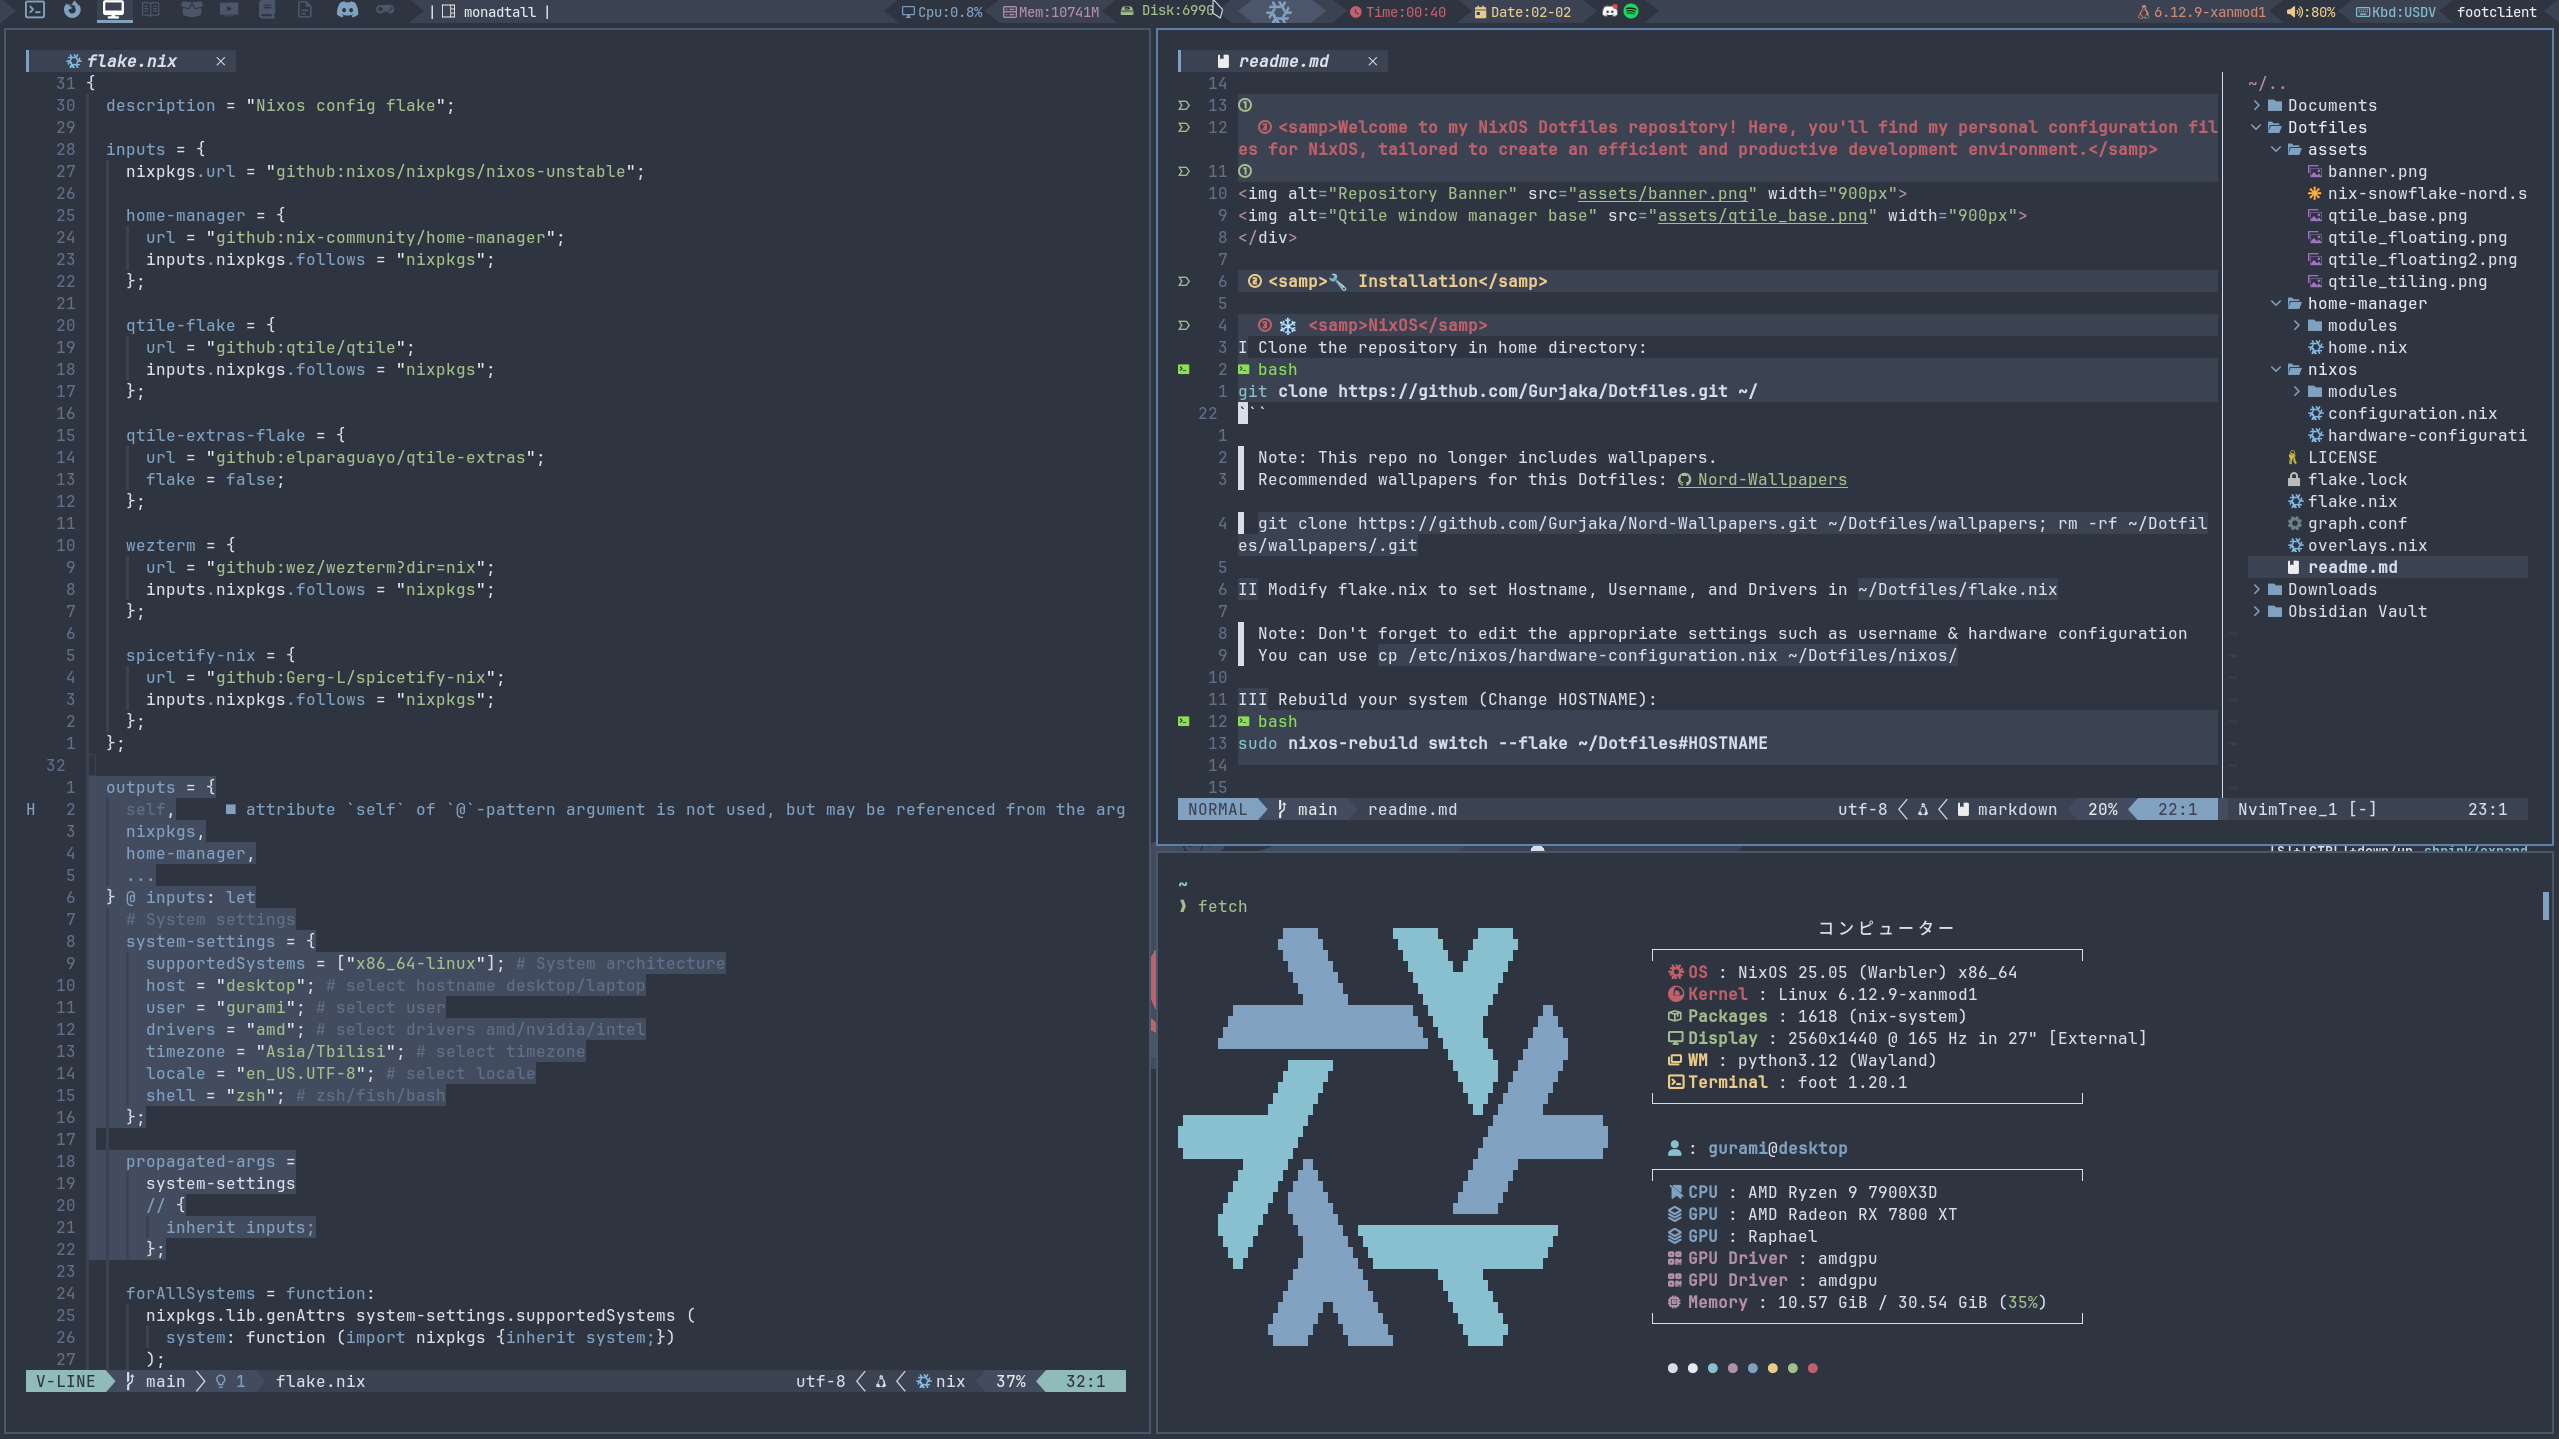 | monadtall |
Cpu:0.8%
Mem:10741M
Disk:699G
Time:00:40
Date:02-02
6.12.9-xanmod1
:80%
Kbd:USDV
footclient
flake.nix ×
31 {
30 description = "Nixos config flake";
29
28 inputs = {
27 nixpkgs.url = "github:nixos/nixpkgs/nixos-unstable";
26
25 home-manager = {
24 url = "github:nix-community/home-manager";
23 inputs.nixpkgs.follows = "nixpkgs";
22 };
21
20 qtile-flake = {
19 url = "github:qtile/qtile";
18 inputs.nixpkgs.follows = "nixpkgs";
17 };
16
15 qtile-extras-flake = {
14 url = "github:elparaguayo/qtile-extras";
13 flake = false;
12 };
11
10 wezterm = {
9 url = "github:wez/wezterm?dir=nix";
8 inputs.nixpkgs.follows = "nixpkgs";
7 };
6
5 spicetify-nix = {
4 url = "github:Gerg-L/spicetify-nix";
3 inputs.nixpkgs.follows = "nixpkgs";
2 };
1 };
32
1 outputs = {
H 2 self, ■ attribute `self` of `@`-pattern argument is not used, but may be referenced from the arg
3 nixpkgs,
4 home-manager,
5 ...
6 } @ inputs: let
7 # System settings
8 system-settings = {
9 supportedSystems = ["x86_64-linux"]; # System architecture
10 host = "desktop"; # select hostname desktop/laptop
11 user = "gurami"; # select user
12 drivers = "amd"; # select drivers amd/nvidia/intel
13 timezone = "Asia/Tbilisi"; # select timezone
14 locale = "en_US.UTF-8"; # select locale
15 shell = "zsh"; # zsh/fish/bash
16 };
17
18 propagated-args =
19 system-settings
20 // {
21 inherit inputs;
22 };
23
24 forAllSystems = function:
25 nixpkgs.lib.genAttrs system-settings.supportedSystems (
26 system: function (import nixpkgs {inherit system;})
27 );
V-LINE main 1 flake.nix utf-8 nix 37% 32:1
readme.md ×
14
13 ①
12 ③ <samp>Welcome to my NixOS Dotfiles repository! Here, you'll find my personal configuration fil
es for NixOS, tailored to create an efficient and productive development environment.</samp>
11 ①
10 <img alt="Repository Banner" src="assets/banner.png" width="900px">
9 <img alt="Qtile window manager base" src="assets/qtile_base.png" width="900px">
8 </div>
7
6 ② <samp>🔧 Installation</samp>
5
4 ③ ❄ <samp>NixOS</samp>
3 I Clone the repository in home directory:
2 bash
1 git clone https://github.com/Gurjaka/Dotfiles.git ~/
22 ```
1
2 Note: This repo no longer includes wallpapers.
3 Recommended wallpapers for this Dotfiles: Nord-Wallpapers
4 git clone https://github.com/Gurjaka/Nord-Wallpapers.git ~/Dotfiles/wallpapers; rm -rf ~/Dotfil
es/wallpapers/.git
5
6 II Modify flake.nix to set Hostname, Username, and Drivers in ~/Dotfiles/flake.nix
7
8 Note: Don't forget to edit the appropriate settings such as username & hardware configuration
9 You can use cp /etc/nixos/hardware-configuration.nix ~/Dotfiles/nixos/
10
11 III Rebuild your system (Change HOSTNAME):
12 bash
13 sudo nixos-rebuild switch --flake ~/Dotfiles#HOSTNAME
14
15
NORMAL main readme.md utf-8 markdown 20% 22:1
~/..
Documents
Dotfiles
assets
banner.png
nix-snowflake-nord.s
qtile_base.png
qtile_floating.png
qtile_floating2.png
qtile_tiling.png
home-manager
modules
home.nix
nixos
modules
configuration.nix
hardware-configurati
LICENSE
flake.lock
flake.nix
graph.conf
overlays.nix
readme.md
Downloads
Obsidian Vault
NvimTree_1 [-] 23:1
~
❯ fetch
コンピューター
OS : NixOS 25.05 (Warbler) x86_64
Kernel : Linux 6.12.9-xanmod1
Packages : 1618 (nix-system)
Display : 2560x1440 @ 165 Hz in 27" [External]
WM : python3.12 (Wayland)
Terminal : foot 1.20.1
: gurami@desktop
CPU : AMD Ryzen 9 7900X3D
GPU : AMD Radeon RX 7800 XT
GPU : Raphael
GPU Driver : amdgpu
GPU Driver : amdgpu
Memory : 10.57 GiB / 30.54 GiB (35%)